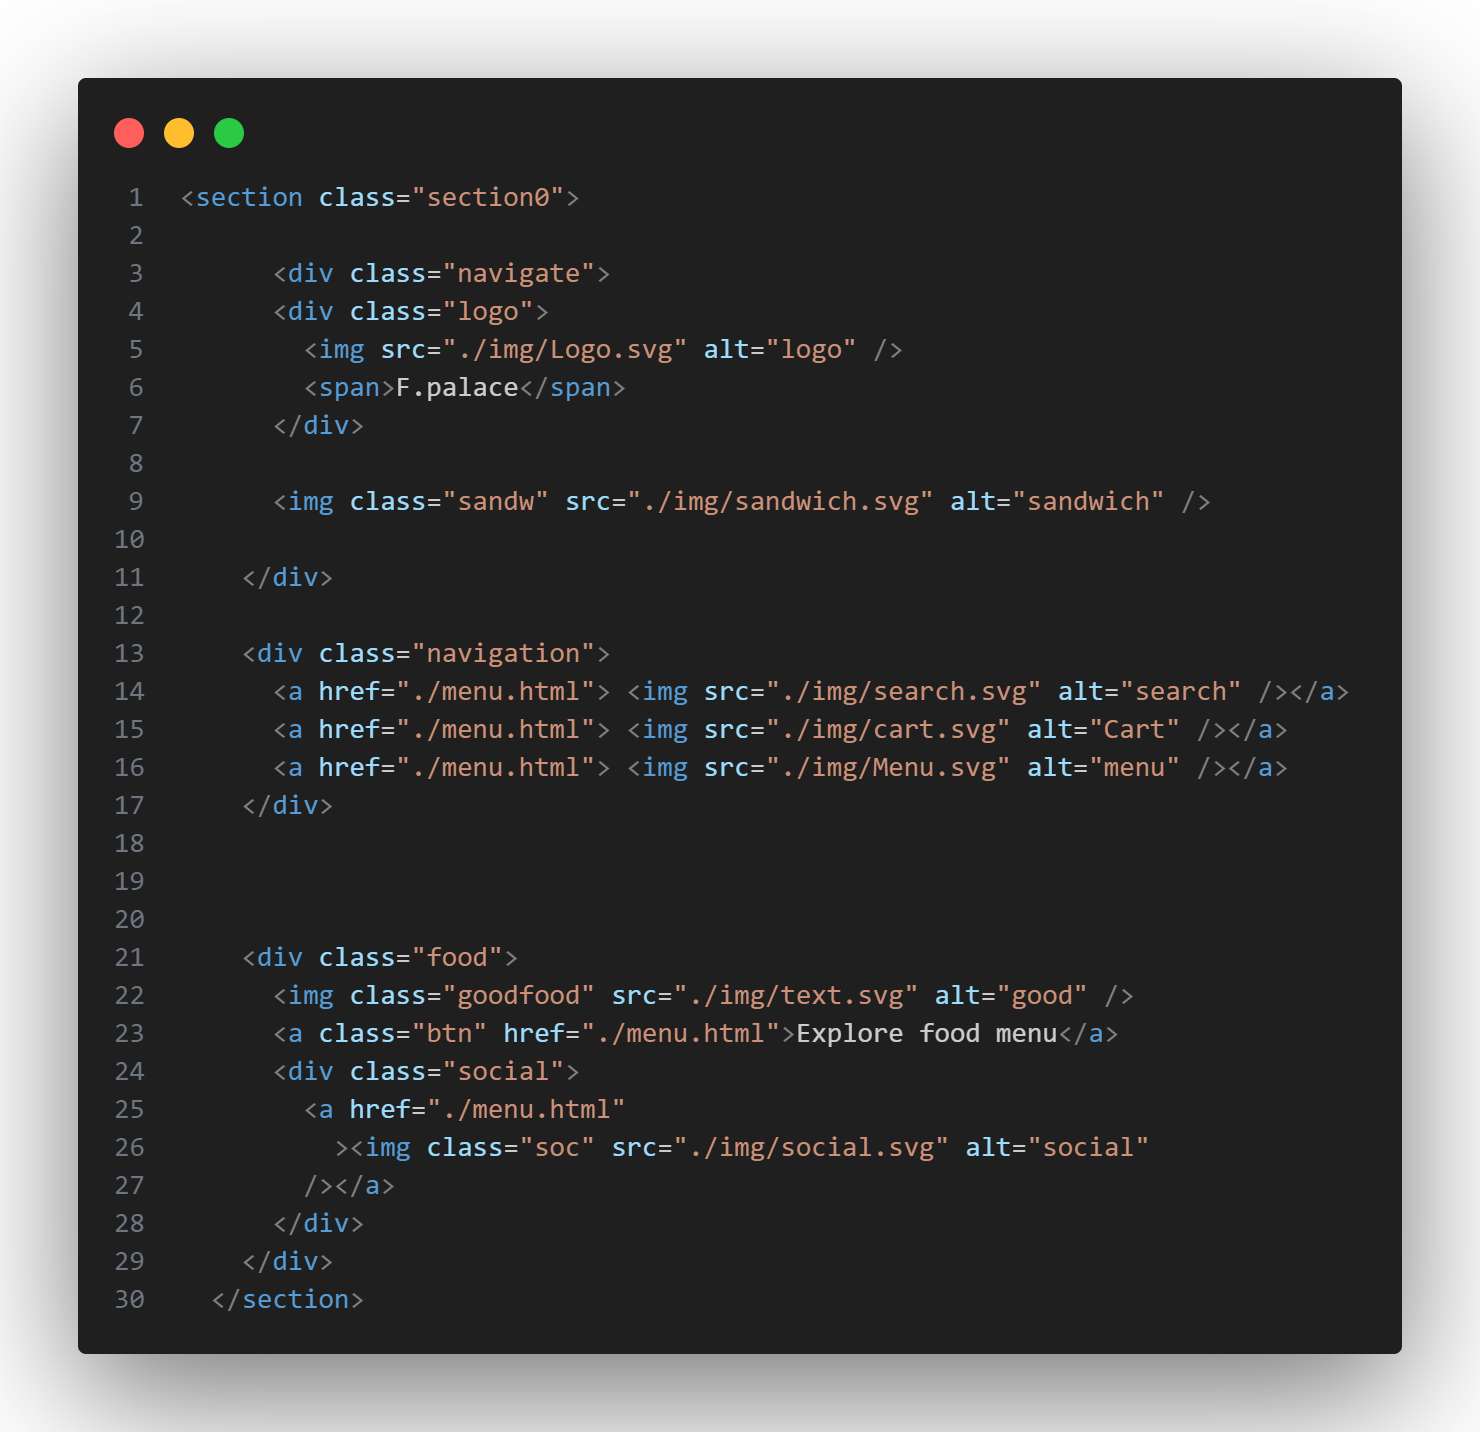 1 <section class="section0">
2
3 <div class="navigate">
4 <div class="logo">
5 <img src="./img/Logo.svg" alt="logo" />
6 <span>F.palace</span>
7 </div>
8
9 <img class="sandw" src="./img/sandwich.svg" alt="sandwich" />
10
11 </div>
12
13 <div class="navigation">
14 <a href="./menu.html"> <img src="./img/search.svg" alt="search" /></a>
15 <a href="./menu.html"> <img src="./img/cart.svg" alt="Cart" /></a>
16 <a href="./menu.html"> <img src="./img/Menu.svg" alt="menu" /></a>
17 </div>
18
19
20
21 <div class="food">
22 <img class="goodfood" src="./img/text.svg" alt="good" />
23 <a class="btn" href="./menu.html">Explore food menu</a>
24 <div class="social">
25 <a href="./menu.html"
26 ><img class="soc" src="./img/social.svg" alt="social"
27 /></a>
28 </div>
29 </div>
30 </section>